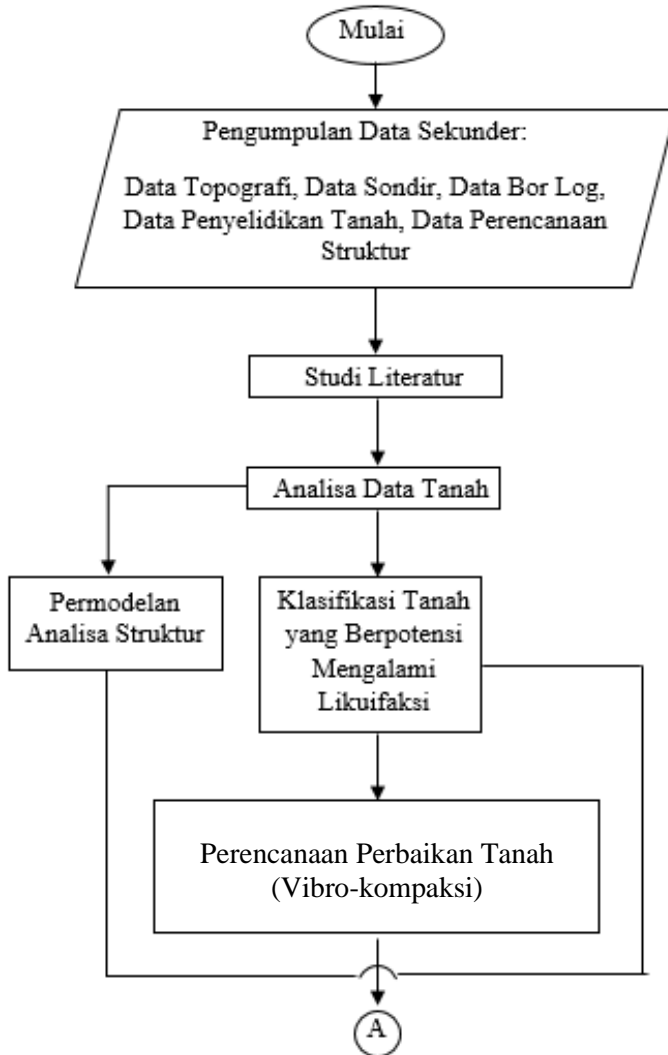 Mulai
Pengumpulan Data Sekunder:
Data Topografi, Data Sondir, Data Bor Log,
Data Penyelidikan Tanah, Data Perencanaan
Struktur
Studi Literatur
Analisa Data Tanah
Permodelan
Analisa Struktur
Klasifikasi Tanah
yang Berpotensi
Mengalami
Likuifaksi
Perencanaan Perbaikan Tanah
(Vibro-kompaksi)
A